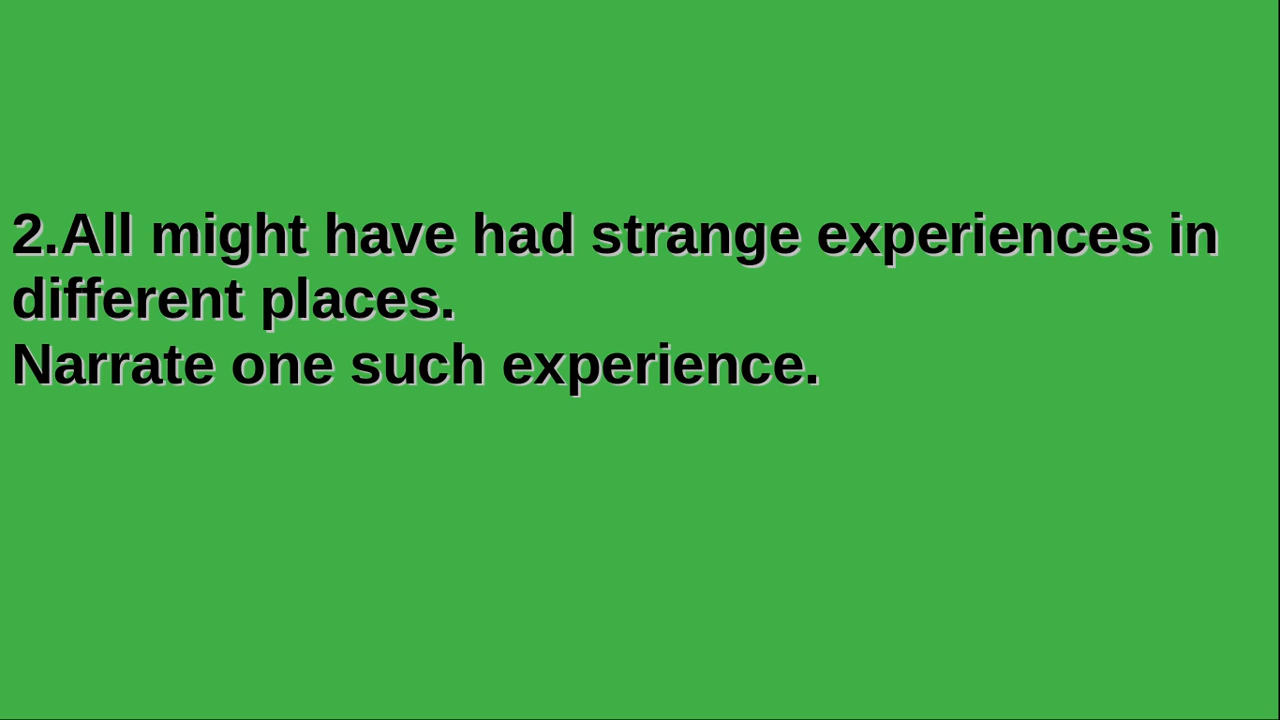 2.All might have had strange experiences in
different places.
Narrate one such experience.